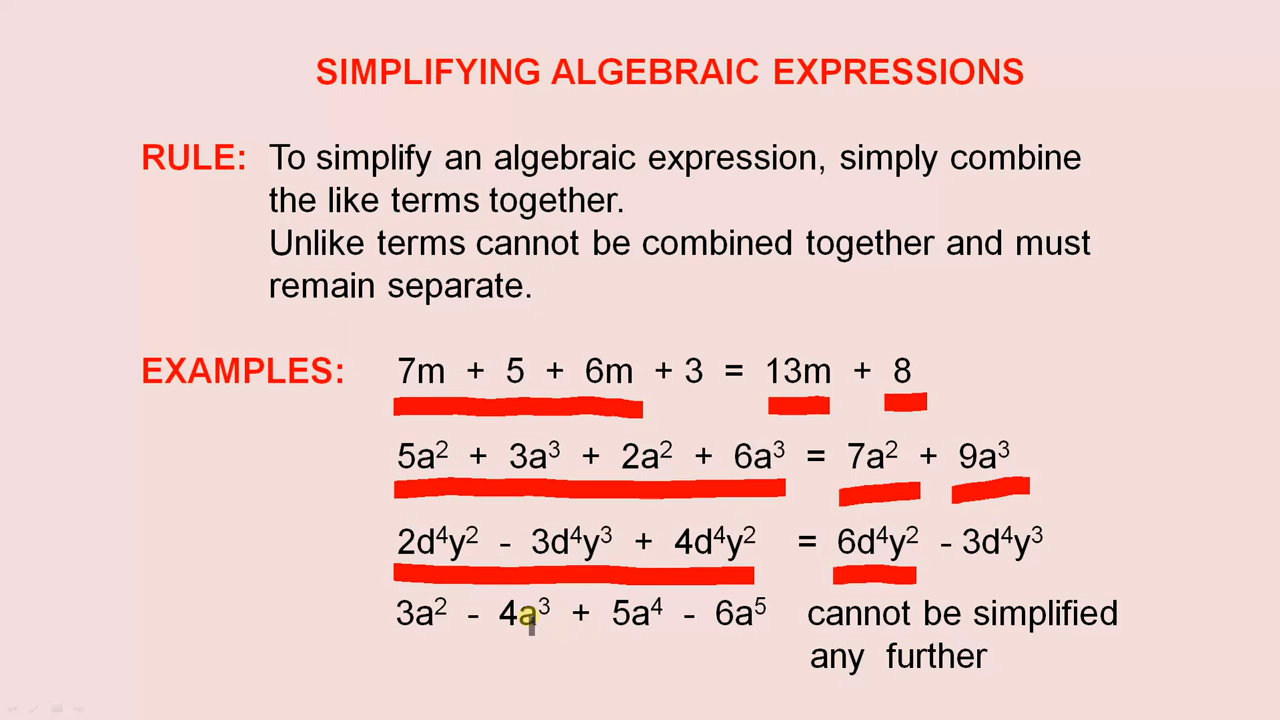 SIMPLIFYING ALGEBRAIC EXPRESSIONS
RULE: To simplify an algebraic expression, simply combine
the like terms together.
Unlike terms cannot be combined together and must
remain separate.
EXAMPLES: 7m + 5 + 6m + 3 = 13m + 8
5a² + 3a³ + 2a² + 6a³ = 7a² + 9a³
2d⁴y² - 3d⁴y³ + 4d⁴y² = 6d⁴y² - 3d⁴y³
3a² - 4a³ + 5a⁴ - 6a⁵ cannot be simplified
any further